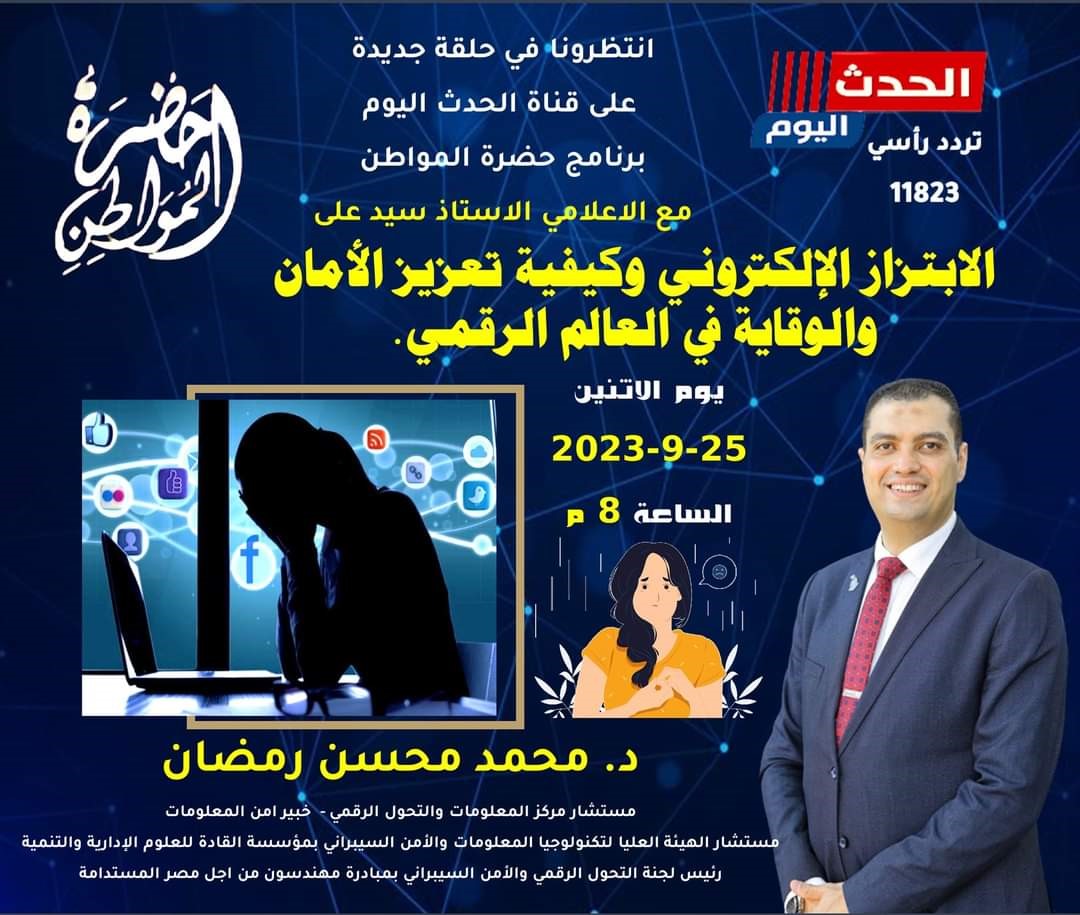 انتظرونا في حلقة جديدة
على قناة الحدث اليوم
برنامج حضرة المواطن
مع الاعلامي الاستاذ سيد على
حَضرَة
المُوَاطِنِ
الحدث
اليوم
تردد رأسي
11823
الابتزاز الإلكتروني وكيفية تعزيز الأمان
والوقاية في العالم الرقمي.
يوم الاتنين
25-9-2023
الساعة 8 م
د. محمد محسن رمضان
مستشار مركز المعلومات والتحول الرقمي - خبير امن المعلومات
مستشار الهيئة العليا لتكنولوجيا المعلومات والأمن السيبراني بمؤسسة القادة للعلوم الإدارية والتنمية
رئيس لجنة التحول الرقمي والأمن السيبراني بمبادرة مهندسون من اجل مصر المستدامة